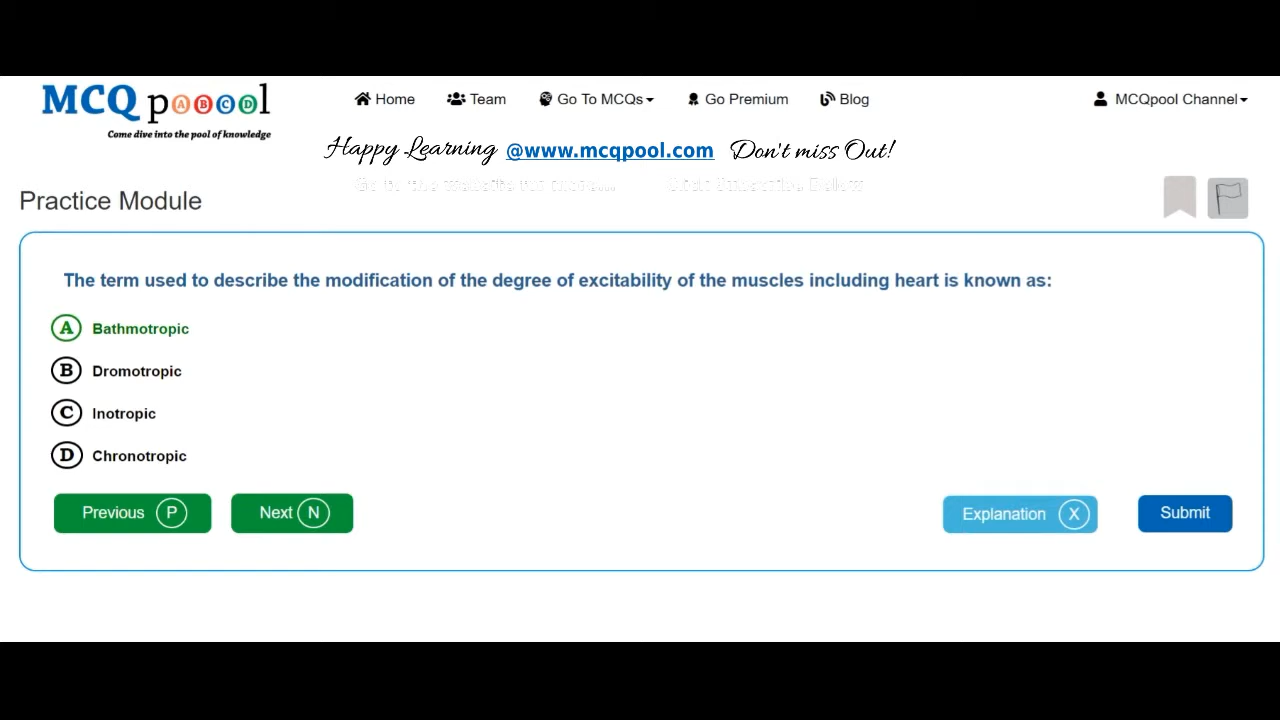 MCQ pooool
A B C D
Come dive into the pool of knowledge
Home Team Go To MCQs Go Premium Blog MCQpool Channel
Happy Learning @www.mcqpool.com Don't miss Out!
Practice Module
The term used to describe the modification of the degree of excitability of the muscles including heart is known as:
A Bathmotropic
B Dromotropic
C Inotropic
D Chronotropic
Previous P Next N Explanation X Submit